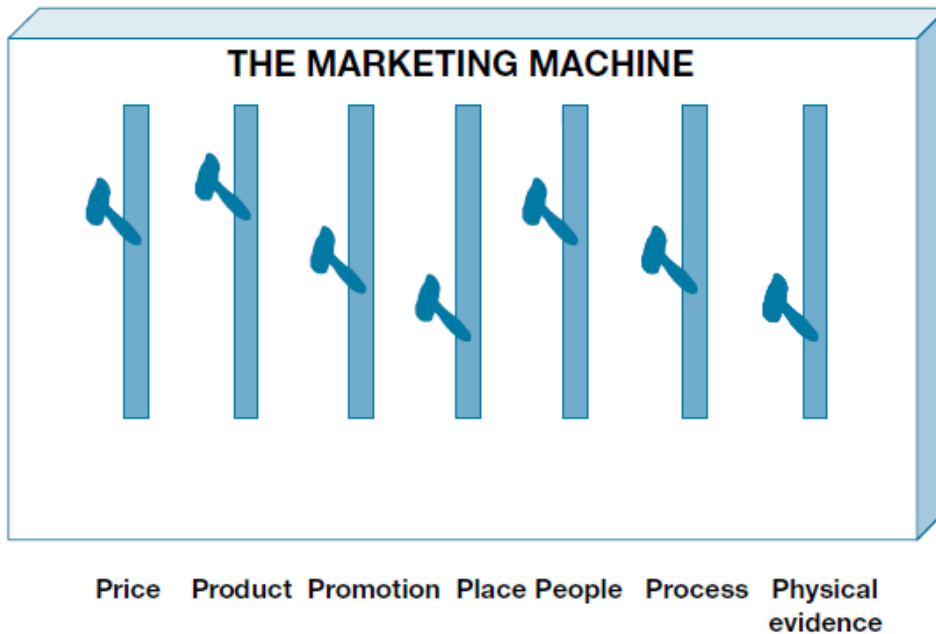 THE MARKETING MACHINE
Price Product Promotion Place People Process Physical
evidence